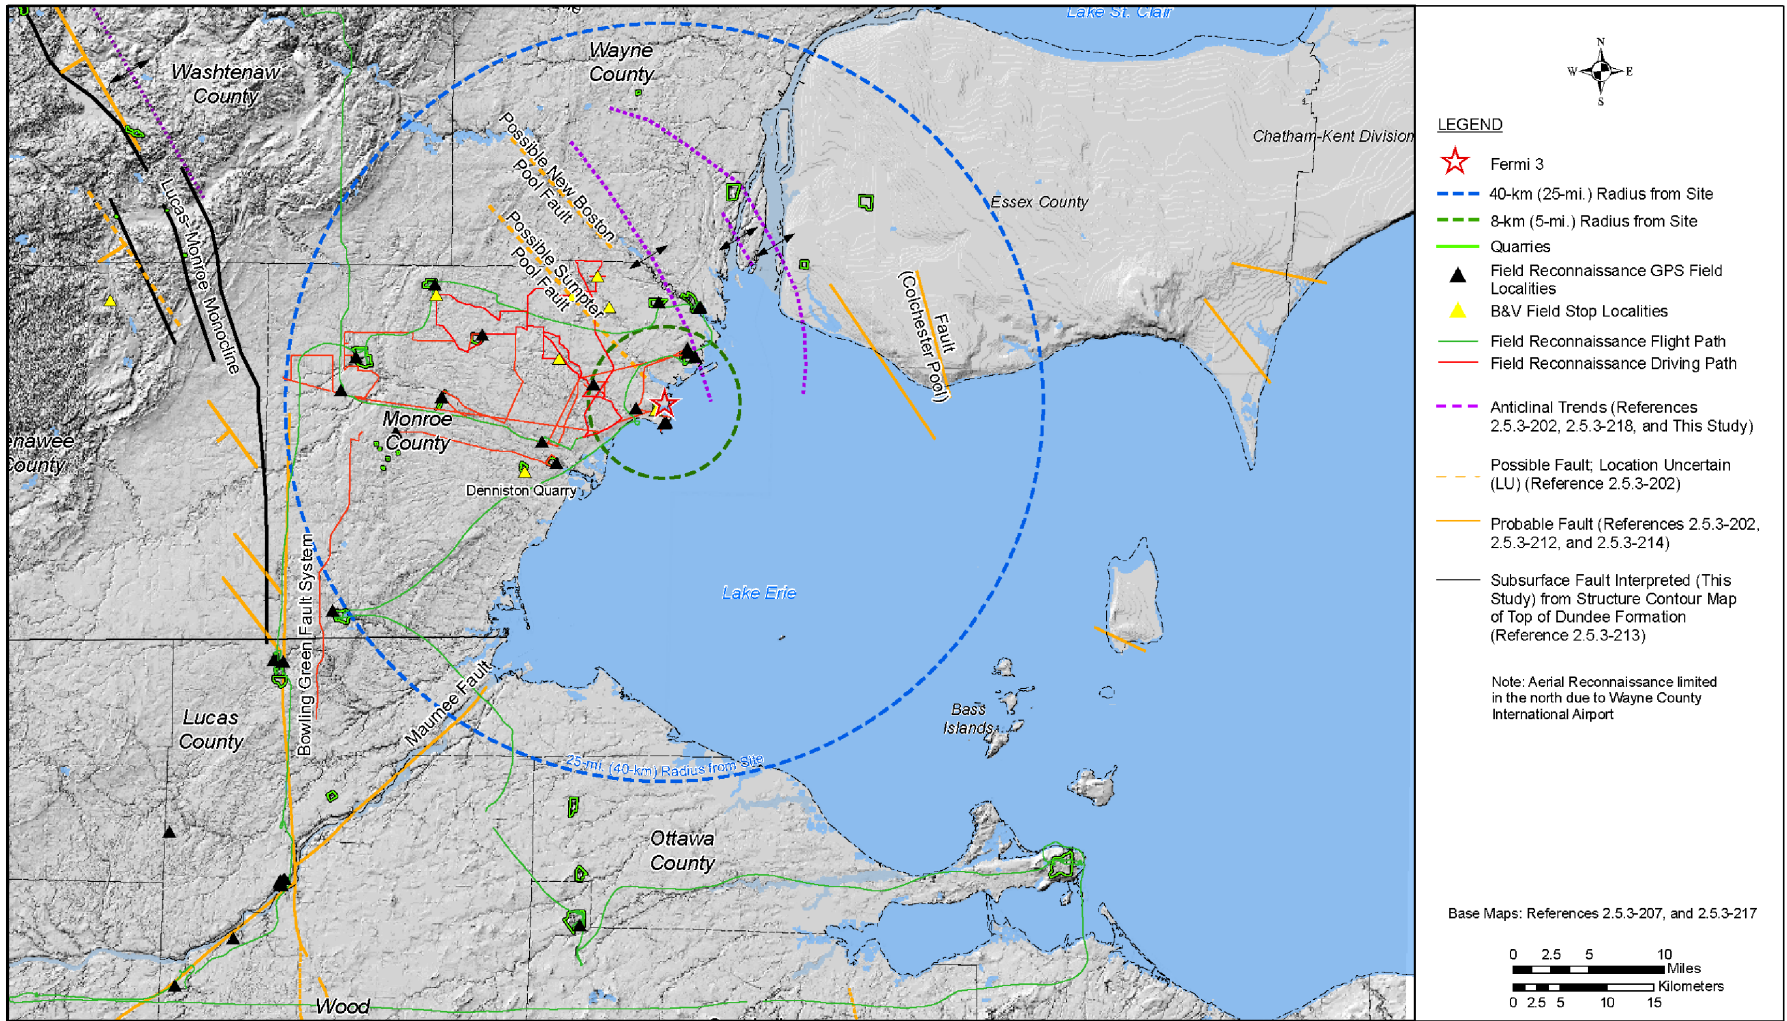 Lake St. Clair
Wayne
County
Washtenaw
County
Chatham-Kent Division
Essex County
Possible New Boston
Pool Fault
Possible Sumpter
Pool Fault
Lucas-Monroe Monocline
Fault
(Colchester Pool)
Monroe
County
enawee
County
Denniston Quarry
Bowling Green Fault System
Lake Erie
Maumee Fault
Lucas
County
Bass
Islands
25-mi. (40-km) Radius from Site
Ottawa
County
Wood
N
W
E
S
LEGEND
Fermi 3
40-km (25-mi.) Radius from Site
8-km (5-mi.) Radius from Site
Quarries
Field Reconnaissance GPS Field
Localities
B&V Field Stop Localities
Field Reconnaissance Flight Path
Field Reconnaissance Driving Path
Anticlinal Trends (References
2.5.3-202, 2.5.3-218, and This Study)
Possible Fault; Location Uncertain
(LU) (Reference 2.5.3-202)
Probable Fault (References 2.5.3-202,
2.5.3-212, and 2.5.3-214)
Subsurface Fault Interpreted (This
Study) from Structure Contour Map
of Top of Dundee Formation
(Reference 2.5.3-213)
Note: Aerial Reconnaissance limited
in the north due to Wayne County
International Airport
Base Maps: References 2.5.3-207, and 2.5.3-217
0 2.5 5 10
Miles
Kilometers
0 2.5 5 10 15